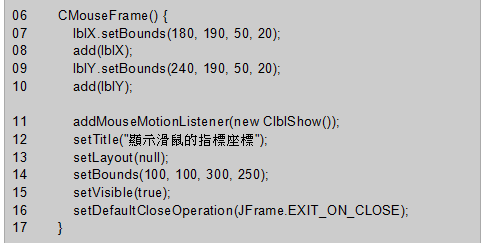 06 CMouseFrame() {
07 lblX.setBounds(180, 190, 50, 20);
08 add(lblX);
09 lblY.setBounds(240, 190, 50, 20);
10 add(lblY);
11 addMouseMotionListener(new ClblShow());
12 setTitle("顯示滑鼠的指標座標");
13 setLayout(null);
14 setBounds(100, 100, 300, 250);
15 setVisible(true);
16 setDefaultCloseOperation(JFrame.EXIT_ON_CLOSE);
17 }